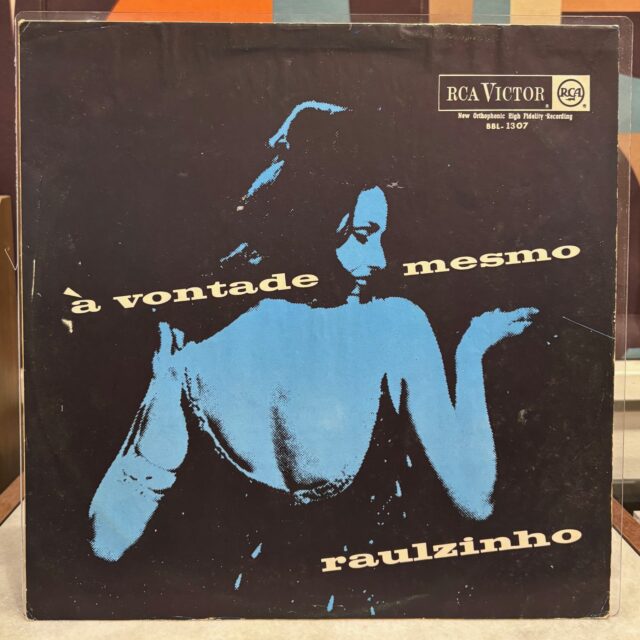 RCA VICTOR RCA
New Orthophonic High Fidelity Recording
BBL-1307
à vontade mesmo
raulzinho